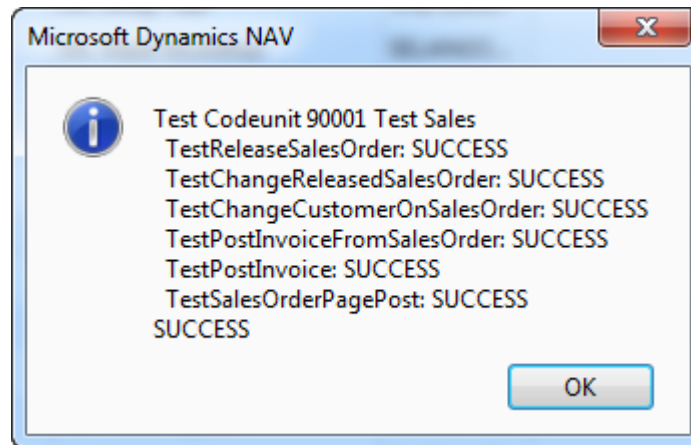 Microsoft Dynamics NAV
Test Codeunit 90001 Test Sales
TestReleaseSalesOrder: SUCCESS
TestChangeReleasedSalesOrder: SUCCESS
TestChangeCustomerOnSalesOrder: SUCCESS
TestPostInvoiceFromSalesOrder: SUCCESS
TestPostInvoice: SUCCESS
TestSalesOrderPagePost: SUCCESS
SUCCESS
OK